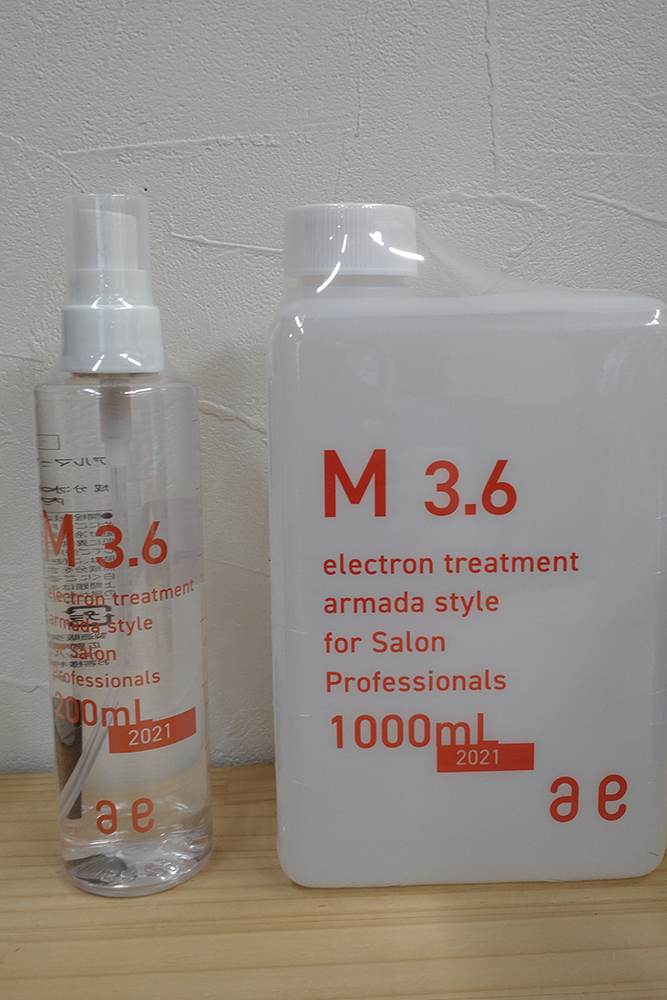 M 3.6
electron treatment
armada style
for Salon
Professionals
200mL
2021
ae
M 3.6
electron treatment
armada style
for Salon
Professionals
1000mL
2021
ae